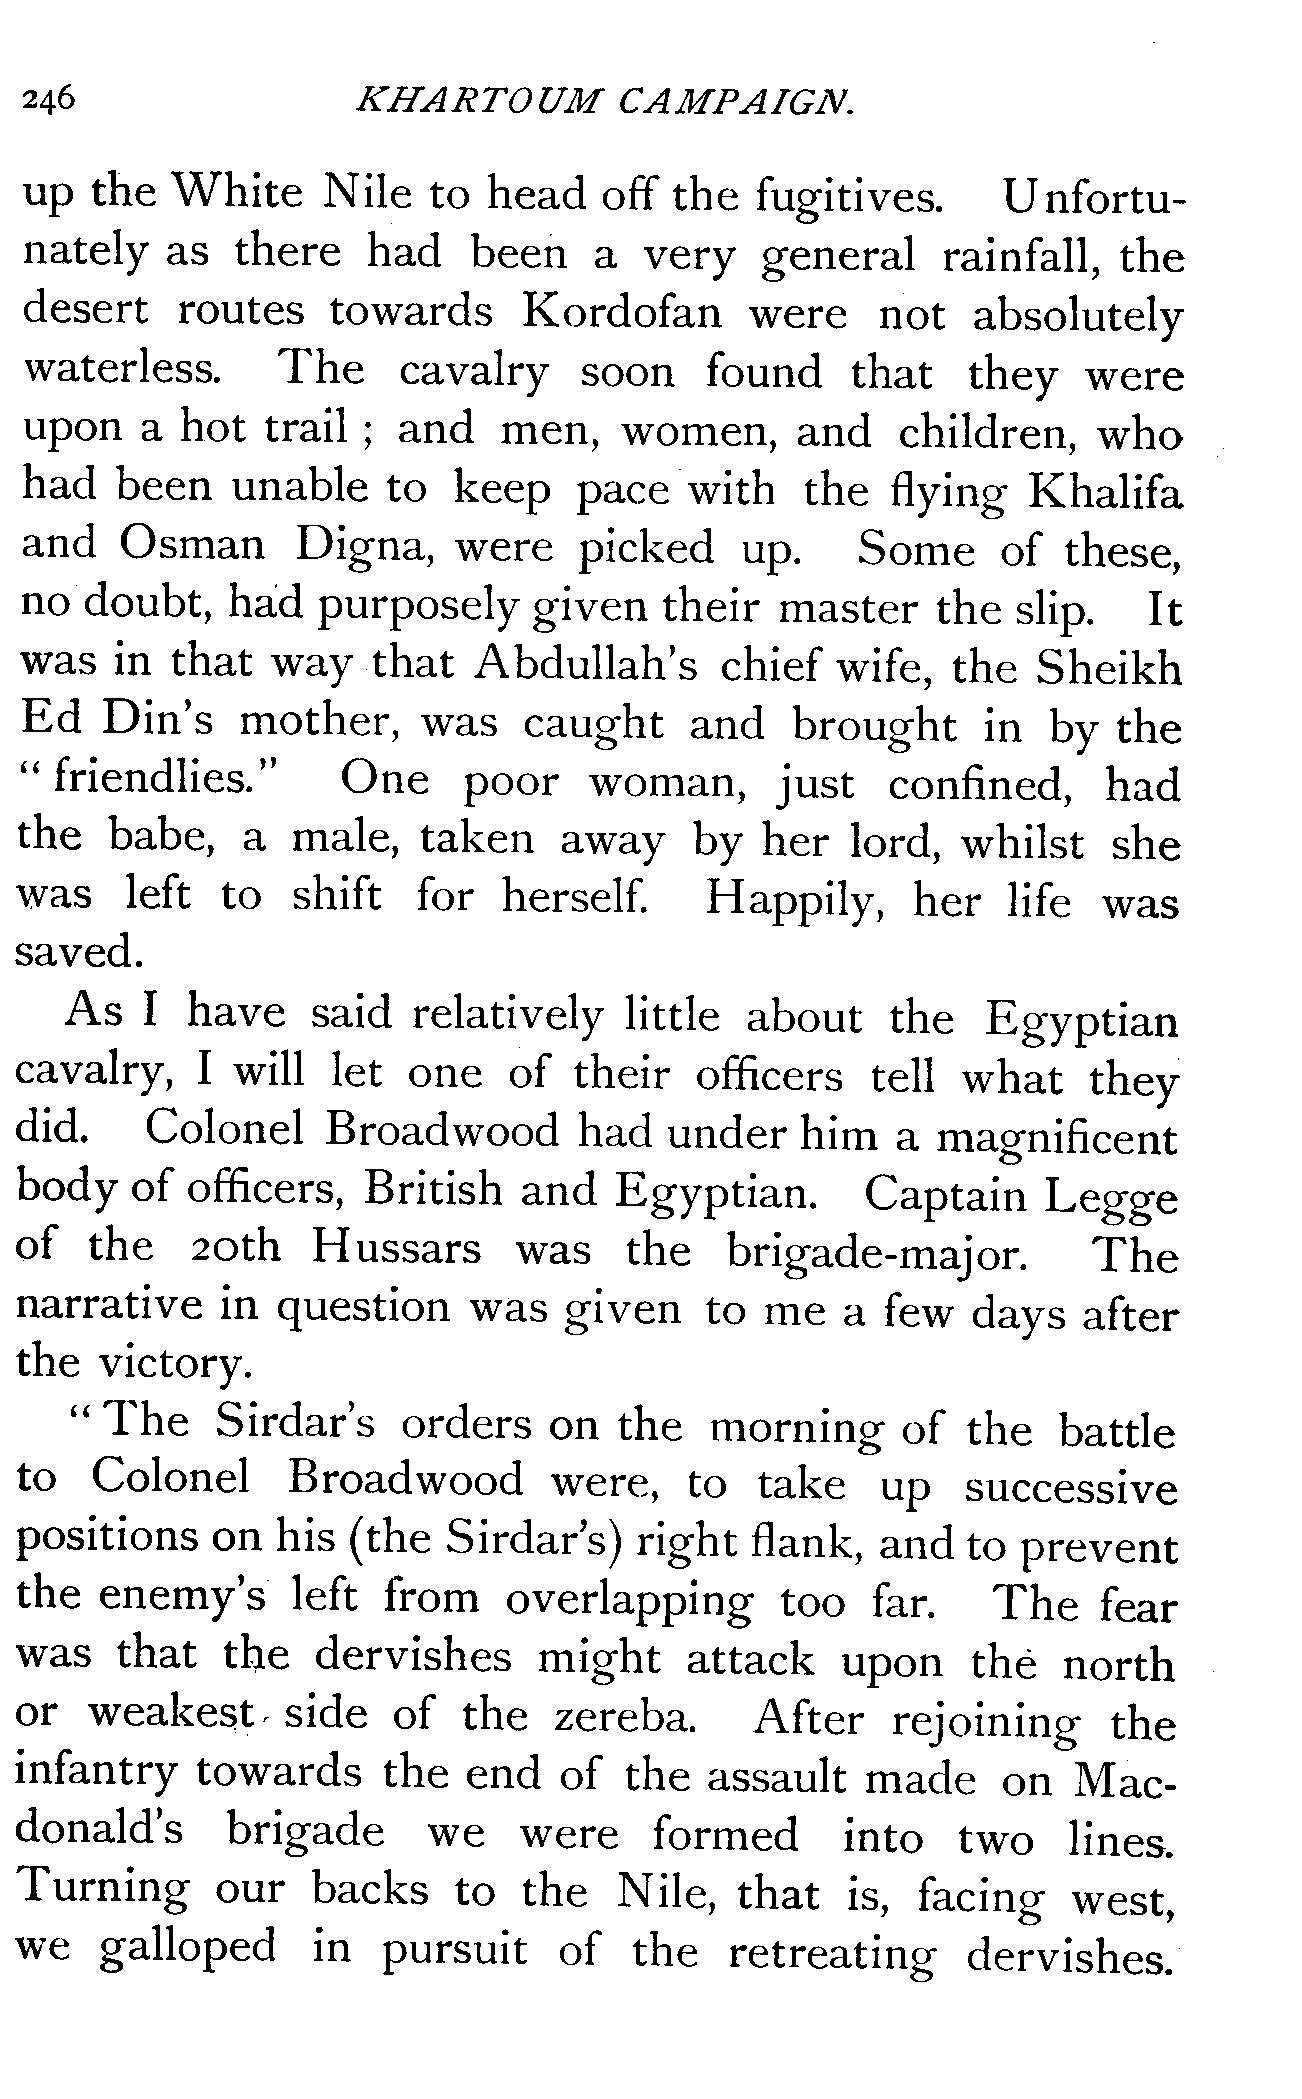 246 KHARTOUM CAMPAIGN.
up the White Nile to head off the fugitives. Unfortu-
nately as there had been a very general rainfall, the
desert routes towards Kordofan were not absolutely
waterless. The cavalry soon found that they were
upon a hot trail ; and men, women, and children, who
had been unable to keep pace with the flying Khalifa
and Osman Digna, were picked up. Some of these,
no doubt, had purposely given their master the slip. It
was in that way that Abdullah's chief wife, the Sheikh
Ed Din's mother, was caught and brought in by the
“ friendlies.” One poor woman, just confined, had
the babe, a male, taken away by her lord, whilst she
was left to shift for herself. Happily, her life was
saved.
As I have said relatively little about the Egyptian
cavalry, I will let one of their officers tell what they
did. Colonel Broadwood had under him a magnificent
body of officers, British and Egyptian. Captain Legge
of the 20th Hussars was the brigade-major. The
narrative in question was given to me a few days after
the victory.
“ The Sirdar's orders on the morning of the battle
to Colonel Broadwood were, to take up successive
positions on his (the Sirdar's) right flank, and to prevent
the enemy's left from overlapping too far. The fear
was that the dervishes might attack upon the north
or weakest side of the zereba. After rejoining the
infantry towards the end of the assault made on Mac-
donald's brigade we were formed into two lines.
Turning our backs to the Nile, that is, facing west,
we galloped in pursuit of the retreating dervishes.